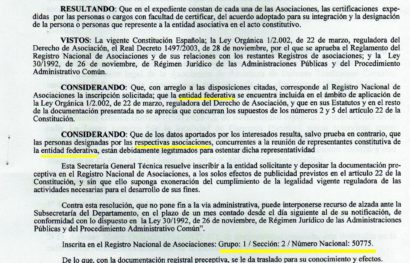 RESULTANDO: Que en el expediente constan de cada una de las Asociaciones, las certificaciones expe-
didas por las personas o cargos con facultad de certificar, del acuerdo adoptado para su integración y la designación
de la persona o personas que represente a la entidad asociativa en el acto constitutivo.
VISTOS: La vigente Constitución Española; la Ley Orgánica 1/2.002, de 22 de marzo, reguladora
del Derecho de Asociación, el Real Decreto 1497/2003, de 28 de noviembre, por el que se aprueba el Reglamento del
Registro Nacional de Asociaciones y de sus relaciones con los restantes Registros de asociaciones; y la Ley
30/1992, de 26 de noviembre, de Régimen Jurídico de las Administraciones Públicas y del Procedimiento
Administrativo Común.
CONSIDERANDO: Que, con arreglo a las disposiciones citadas, corresponde al Registro Nacional de
Asociaciones la inscripción solicitada; que la entidad federativa se encuentra incluida en el ámbito de aplicación de
la Ley Orgánica 1/2.002, de 22 de marzo, reguladora del Derecho de Asociación, y que en sus Estatutos y en el resto
de la documentación presentada no se aprecia que concurran los supuestos de los números 2 y 5 del artículo 22 de la
Constitución.
CONSIDERANDO: Que de los datos aportados por los interesados resulta, salvo prueba en contrario, que
las personas designadas por las respectivas asociaciones, concurrentes a la reunión de representantes constitutiva de
la entidad federativa, están debidamente legitimados para ostentar dicha representatividad
Esta Secretaría General Técnica resuelve inscribir a la entidad solicitante y depositar la documentación pre-
ceptiva en el Registro Nacional de Asociaciones, a los solos efectos de publicidad previstos en el artículo 22 de la
Constitución, y sin que ello suponga exoneración del cumplimiento de la legalidad vigente reguladora de las
actividades necesarias para el desarrollo de sus fines.
Contra esta resolución, que no pone fin a la vía administrativa, puede interponerse recurso de alzada ante la
Subsecretaría del Departamento, en el plazo de un mes contado desde el día siguiente al de su notificación, de
conformidad con lo dispuesto en la Ley 30/1992, de 26 de noviembre, de Régimen Jurídico de las Administraciones
Públicas y del Procedimiento Administrativo Común".
Inscrita en el Registro Nacional de Asociaciones: Grupo: 1 / Sección: 2 / Número Nacional: 50775.
De lo que, con la documentación registral preceptiva, se le da traslado para su conocimiento y efectos.